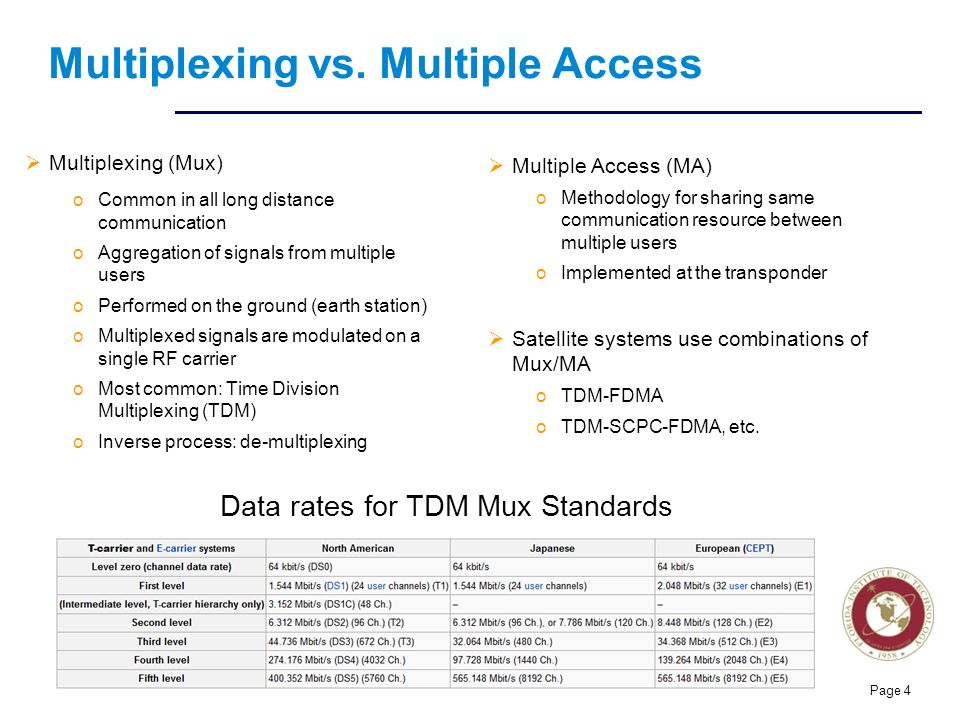 Multiplexing vs. Multiple Access
➢ Multiplexing (Mux)
o Common in all long distance
communication
o Aggregation of signals from multiple
users
o Performed on the ground (earth station)
o Multiplexed signals are modulated on a
single RF carrier
o Most common: Time Division
Multiplexing (TDM)
o Inverse process: de-multiplexing
➢ Multiple Access (MA)
o Methodology for sharing same
communication resource between
multiple users
o Implemented at the transponder
➢ Satellite systems use combinations of
Mux/MA
o TDM-FDMA
o TDM-SCPC-FDMA, etc.
Data rates for TDM Mux Standards
T-carrier and E-carrier systems North American Japanese European (CEPT)
Level zero (channel data rate) 64 kbit/s (DS0) 64 kbit/s 64 kbit/s
First level 1.544 Mbit/s (DS1) (24 user channels) (T1) 1.544 Mbit/s (24 user channels) 2.048 Mbit/s (32 user channels) (E1)
(Intermediate level, T-carrier hierarchy only) 3.152 Mbit/s (DS1C) (48 Ch.) – –
Second level 6.312 Mbit/s (DS2) (96 Ch.) (T2) 6.312 Mbit/s (96 Ch.), or 7.786 Mbit/s (120 Ch.) 8.448 Mbit/s (128 Ch.) (E2)
Third level 44.736 Mbit/s (DS3) (672 Ch.) (T3) 32.064 Mbit/s (480 Ch.) 34.368 Mbit/s (512 Ch.) (E3)
Fourth level 274.176 Mbit/s (DS4) (4032 Ch.) 97.728 Mbit/s (1440 Ch.) 139.264 Mbit/s (2048 Ch.) (E4)
Fifth level 400.352 Mbit/s (DS5) (5760 Ch.) 565.148 Mbit/s (8192 Ch.) 565.148 Mbit/s (8192 Ch.) (E5)
FLORIDA INSTITUTE OF TECHNOLOGY
1958
Page 4